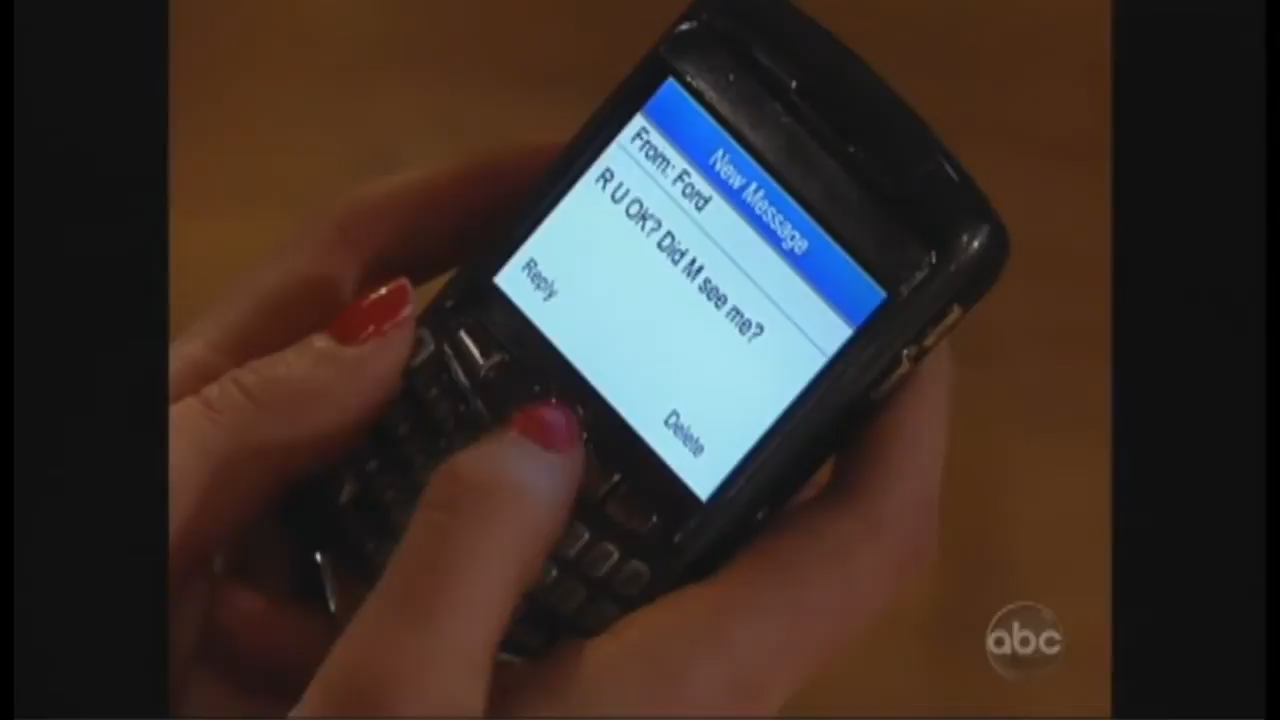 New Message
From: Ford
R U OK? Did M see me?
Reply
Delete
abc